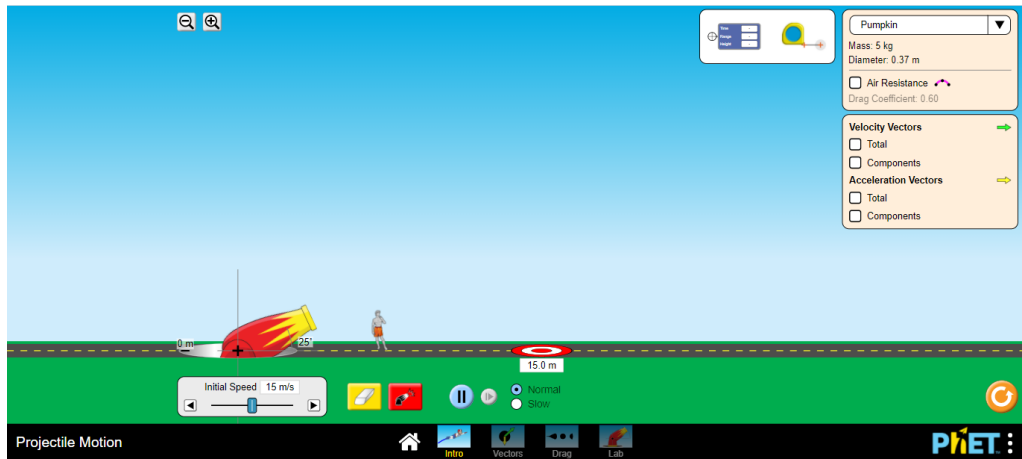 Time
Range
Height
Pumpkin
Mass: 5 kg
Diameter: 0.37 m
Air Resistance
Drag Coefficient: 0.60
Velocity Vectors
Total
Components
Acceleration Vectors
Total
Components
0 m
25°
15.0 m
Initial Speed 15 m/s
Normal
Slow
Projectile Motion
Intro
Vectors
Drag
Lab
PhET